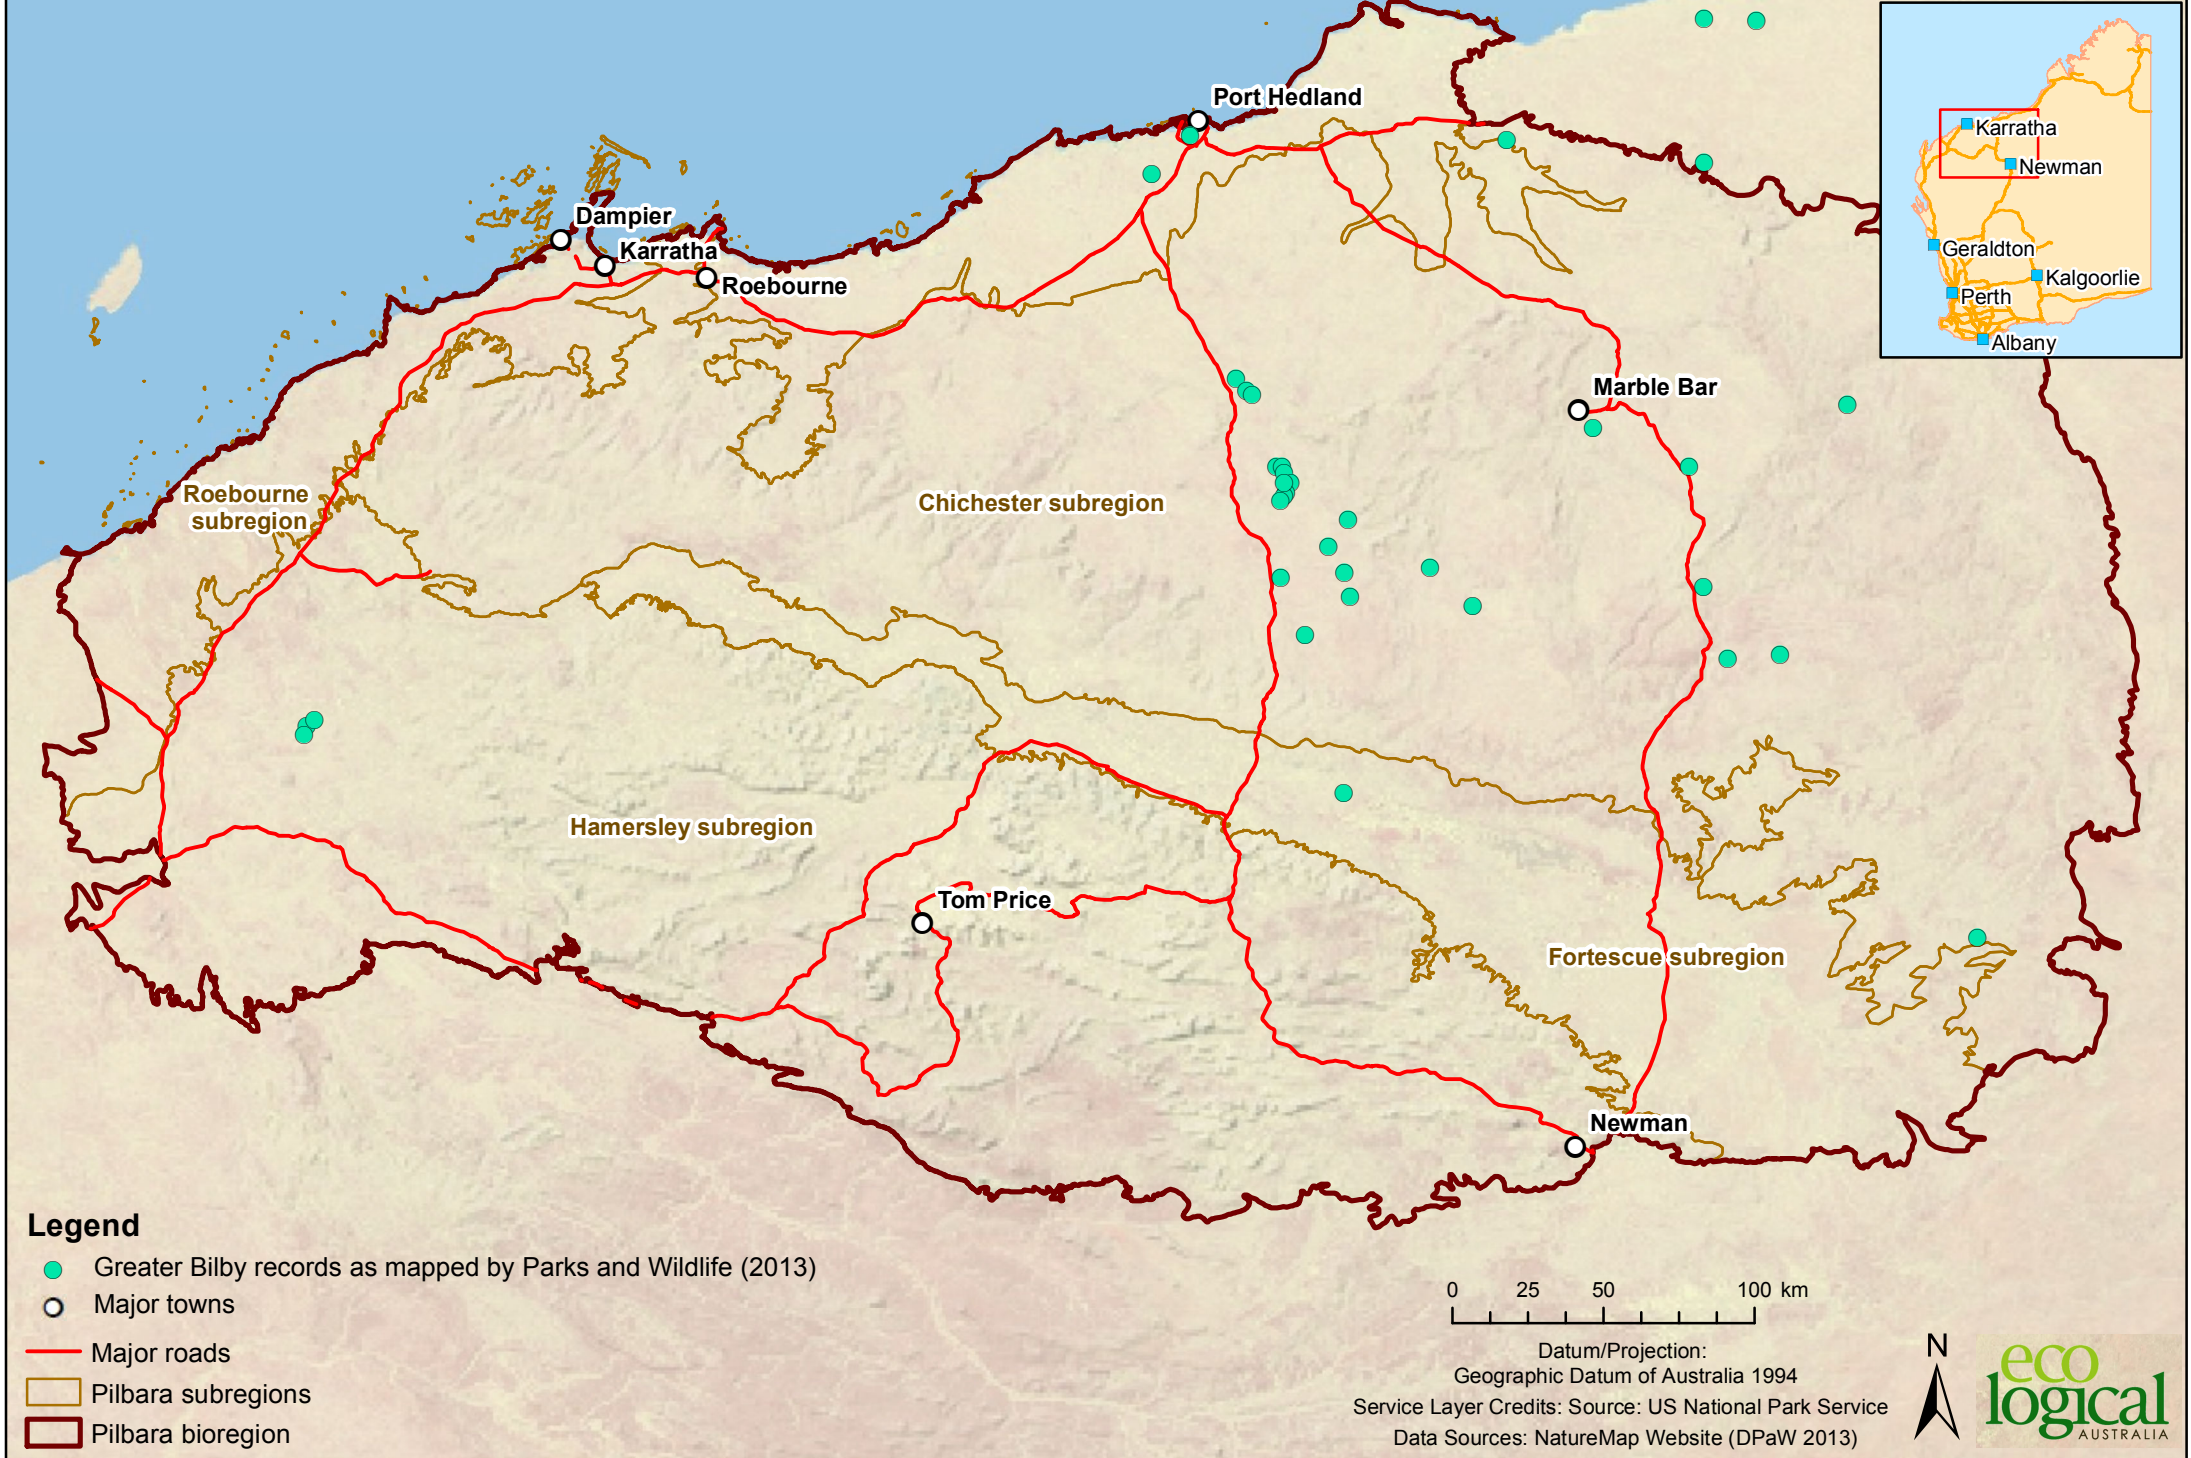 Port Hedland
Dampier
Karratha
Roebourne
Marble Bar
Roebourne
subregion
Chichester subregion
Hamersley subregion
Tom Price
Fortescue subregion
Newman
Karratha
Newman
Geraldton
Kalgoorlie
Perth
Albany
Legend
Greater Bilby records as mapped by Parks and Wildlife (2013)
Major towns
Major roads
Pilbara subregions
Pilbara bioregion
0 25 50 100 km
Datum/Projection:
Geographic Datum of Australia 1994
Service Layer Credits: Source: US National Park Service
Data Sources: NatureMap Website (DPaW 2013)
N
eco
logical
AUSTRALIA